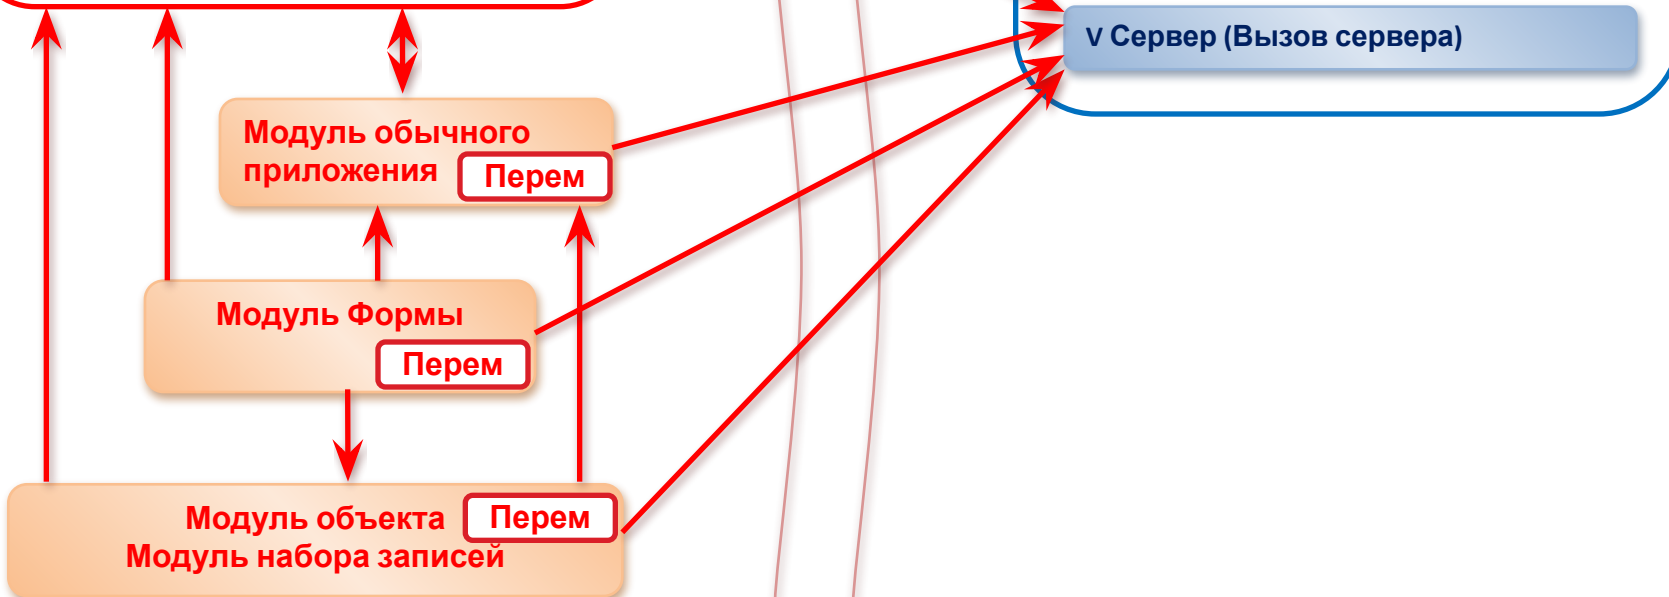 V Сервер (Вызов сервера)
Модуль обычного
приложения
Перем
Модуль Формы
Перем
Модуль объекта
Перем
Модуль набора записей